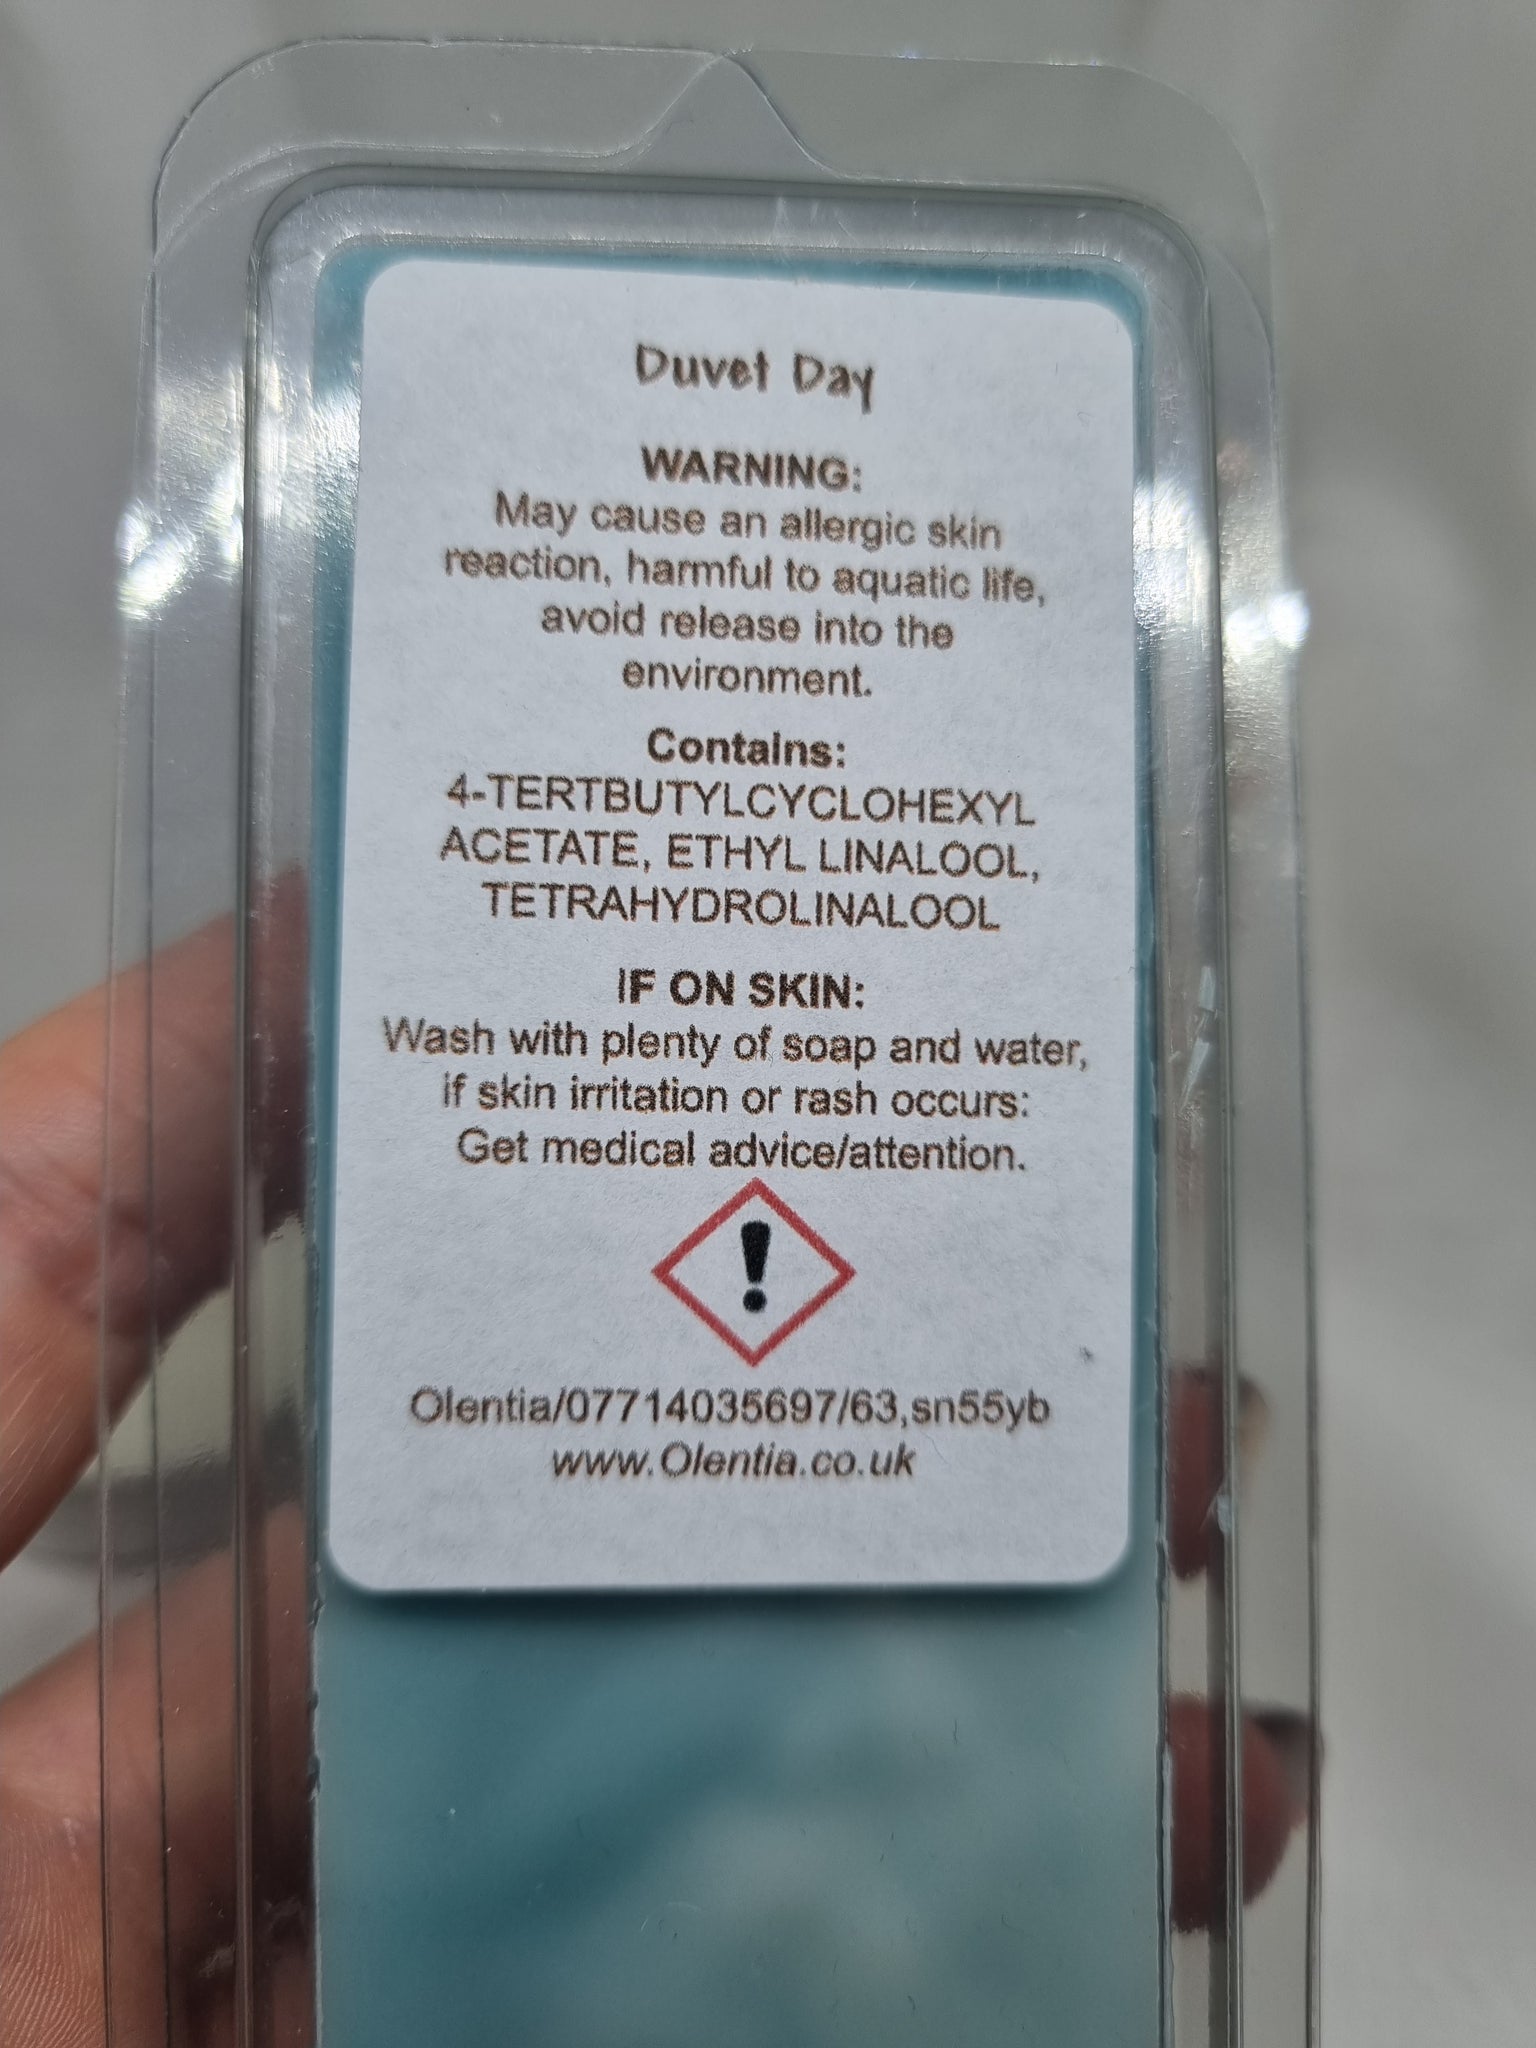 Duvet Day
WARNING:
May cause an allergic skin
reaction, harmful to aquatic life,
avoid release into the
environment.
Contains:
4-TERTBUTYLCYCLOHEXYL
ACETATE, ETHYL LINALOOL,
TETRAHYDROLINALOOL
IF ON SKIN:
Wash with plenty of soap and water,
if skin irritation or rash occurs:
Get medical advice/attention.
!
Olentia/07714035697/63,sn55yb
www.Olentia.co.uk